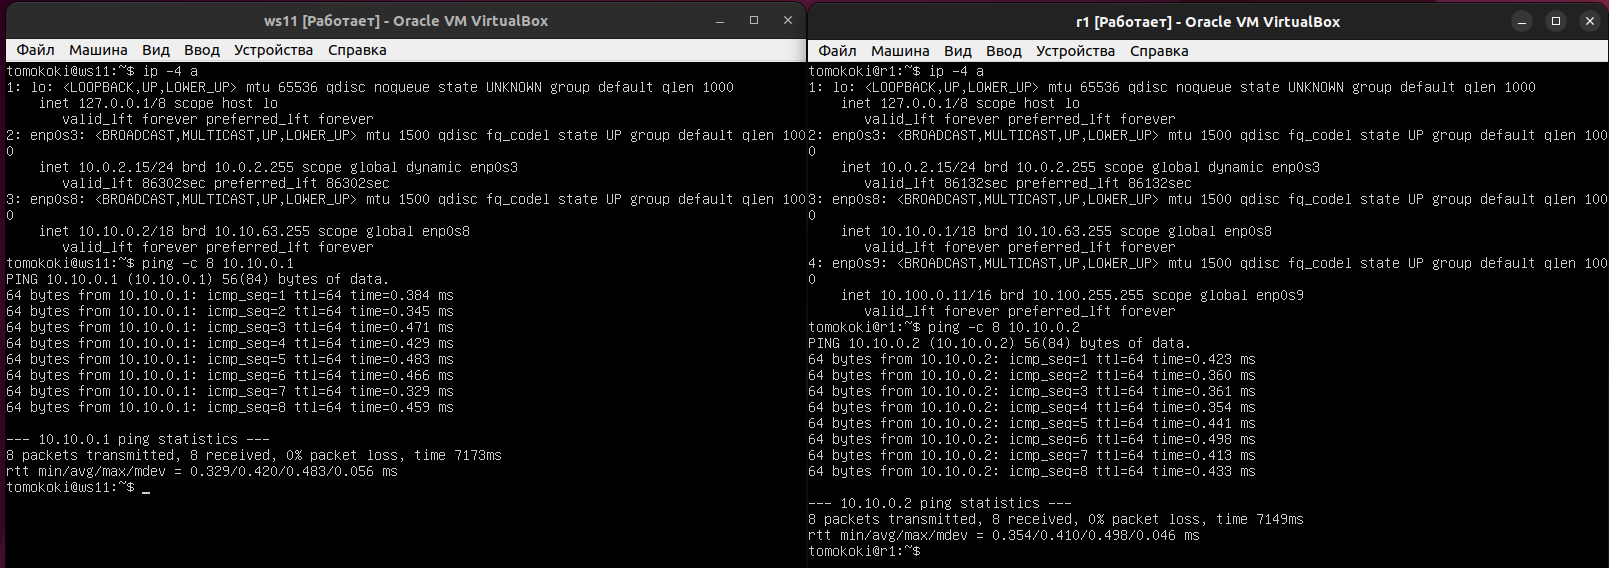 ws11 [Работает] - Oracle VM VirtualBox
Файл Машина Вид Ввод Устройства Справка
tomokoki@ws11:~$ ip -4 a
1: lo: <LOOPBACK,UP,LOWER_UP> mtu 65536 qdisc noqueue state UNKNOWN group default qlen 1000
    inet 127.0.0.1/8 scope host lo
       valid_lft forever preferred_lft forever
2: enp0s3: <BROADCAST,MULTICAST,UP,LOWER_UP> mtu 1500 qdisc fq_codel state UP group default qlen 100
0
    inet 10.0.2.15/24 brd 10.0.2.255 scope global dynamic enp0s3
       valid_lft 86302sec preferred_lft 86302sec
3: enp0s8: <BROADCAST,MULTICAST,UP,LOWER_UP> mtu 1500 qdisc fq_codel state UP group default qlen 100
0
    inet 10.10.0.2/18 brd 10.10.63.255 scope global enp0s8
       valid_lft forever preferred_lft forever
tomokoki@ws11:~$ ping -c 8 10.10.0.1
PING 10.10.0.1 (10.10.0.1) 56(84) bytes of data.
64 bytes from 10.10.0.1: icmp_seq=1 ttl=64 time=0.384 ms
64 bytes from 10.10.0.1: icmp_seq=2 ttl=64 time=0.345 ms
64 bytes from 10.10.0.1: icmp_seq=3 ttl=64 time=0.471 ms
64 bytes from 10.10.0.1: icmp_seq=4 ttl=64 time=0.429 ms
64 bytes from 10.10.0.1: icmp_seq=5 ttl=64 time=0.483 ms
64 bytes from 10.10.0.1: icmp_seq=6 ttl=64 time=0.466 ms
64 bytes from 10.10.0.1: icmp_seq=7 ttl=64 time=0.329 ms
64 bytes from 10.10.0.1: icmp_seq=8 ttl=64 time=0.459 ms
--- 10.10.0.1 ping statistics ---
8 packets transmitted, 8 received, 0% packet loss, time 7173ms
rtt min/avg/max/mdev = 0.329/0.420/0.483/0.056 ms
tomokoki@ws11:~$ _
r1 [Работает] - Oracle VM VirtualBox
Файл Машина Вид Ввод Устройства Справка
tomokoki@r1:~$ ip -4 a
1: lo: <LOOPBACK,UP,LOWER_UP> mtu 65536 qdisc noqueue state UNKNOWN group default qlen 1000
    inet 127.0.0.1/8 scope host lo
       valid_lft forever preferred_lft forever
2: enp0s3: <BROADCAST,MULTICAST,UP,LOWER_UP> mtu 1500 qdisc fq_codel state UP group default qlen 100
0
    inet 10.0.2.15/24 brd 10.0.2.255 scope global dynamic enp0s3
       valid_lft 86132sec preferred_lft 86132sec
3: enp0s8: <BROADCAST,MULTICAST,UP,LOWER_UP> mtu 1500 qdisc fq_codel state UP group default qlen 100
0
    inet 10.10.0.1/18 brd 10.10.63.255 scope global enp0s8
       valid_lft forever preferred_lft forever
4: enp0s9: <BROADCAST,MULTICAST,UP,LOWER_UP> mtu 1500 qdisc fq_codel state UP group default qlen 100
0
    inet 10.100.0.11/16 brd 10.100.255.255 scope global enp0s9
       valid_lft forever preferred_lft forever
tomokoki@r1:~$ ping -c 8 10.10.0.2
PING 10.10.0.2 (10.10.0.2) 56(84) bytes of data.
64 bytes from 10.10.0.2: icmp_seq=1 ttl=64 time=0.423 ms
64 bytes from 10.10.0.2: icmp_seq=2 ttl=64 time=0.360 ms
64 bytes from 10.10.0.2: icmp_seq=3 ttl=64 time=0.361 ms
64 bytes from 10.10.0.2: icmp_seq=4 ttl=64 time=0.354 ms
64 bytes from 10.10.0.2: icmp_seq=5 ttl=64 time=0.441 ms
64 bytes from 10.10.0.2: icmp_seq=6 ttl=64 time=0.498 ms
64 bytes from 10.10.0.2: icmp_seq=7 ttl=64 time=0.413 ms
64 bytes from 10.10.0.2: icmp_seq=8 ttl=64 time=0.433 ms
--- 10.10.0.2 ping statistics ---
8 packets transmitted, 8 received, 0% packet loss, time 7149ms
rtt min/avg/max/mdev = 0.354/0.410/0.498/0.046 ms
tomokoki@r1:~$